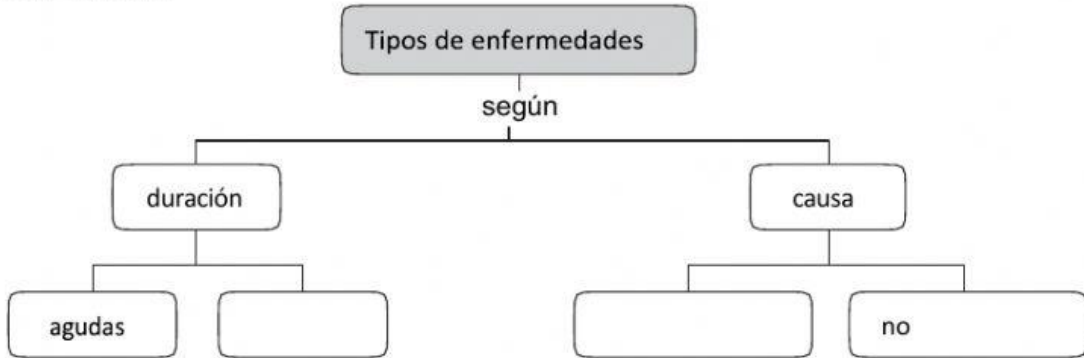 Tipos de enfermedades
según
duración
causa
agudas
no